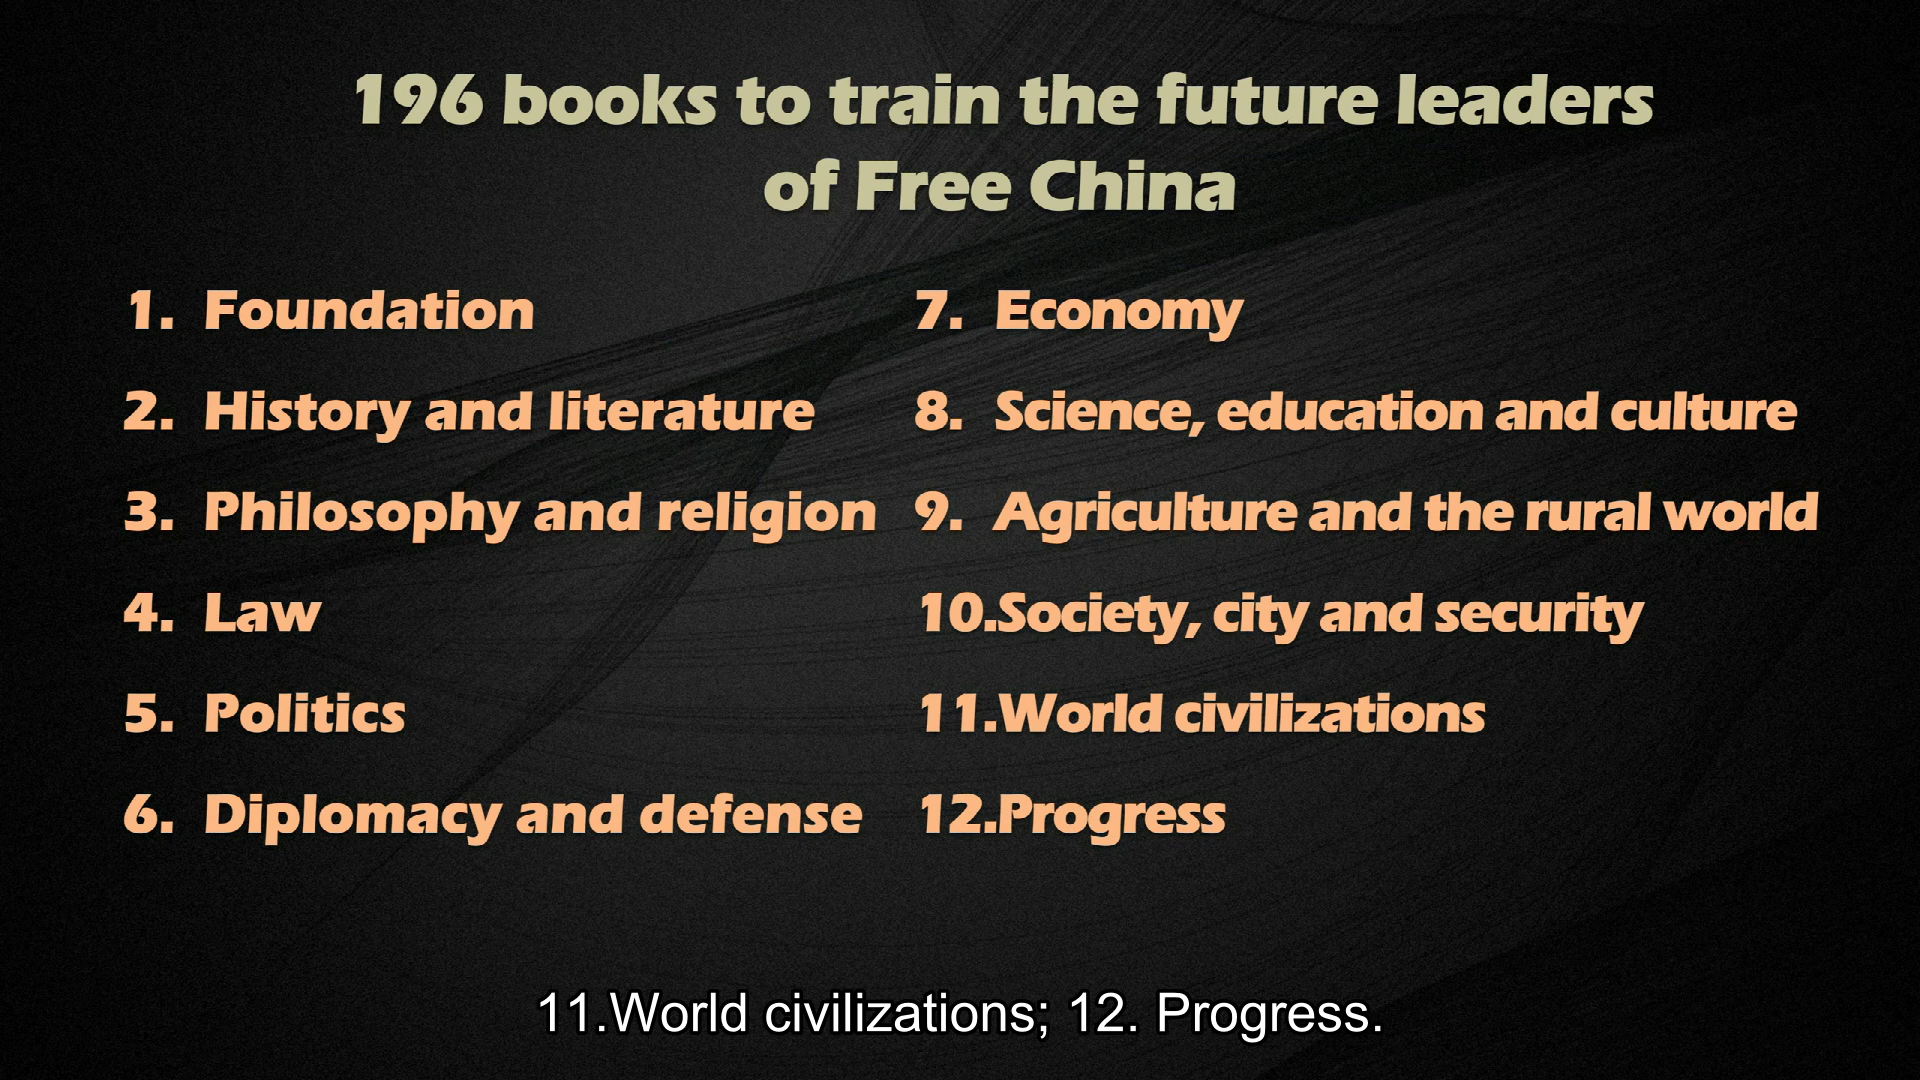 196 books to train the future leaders
of Free China
1. Foundation
2. History and literature
3. Philosophy and religion
4. Law
5. Politics
6. Diplomacy and defense
7. Economy
8. Science, education and culture
9. Agriculture and the rural world
10.Society, city and security
11.World civilizations
12.Progress
11.World civilizations; 12. Progress.